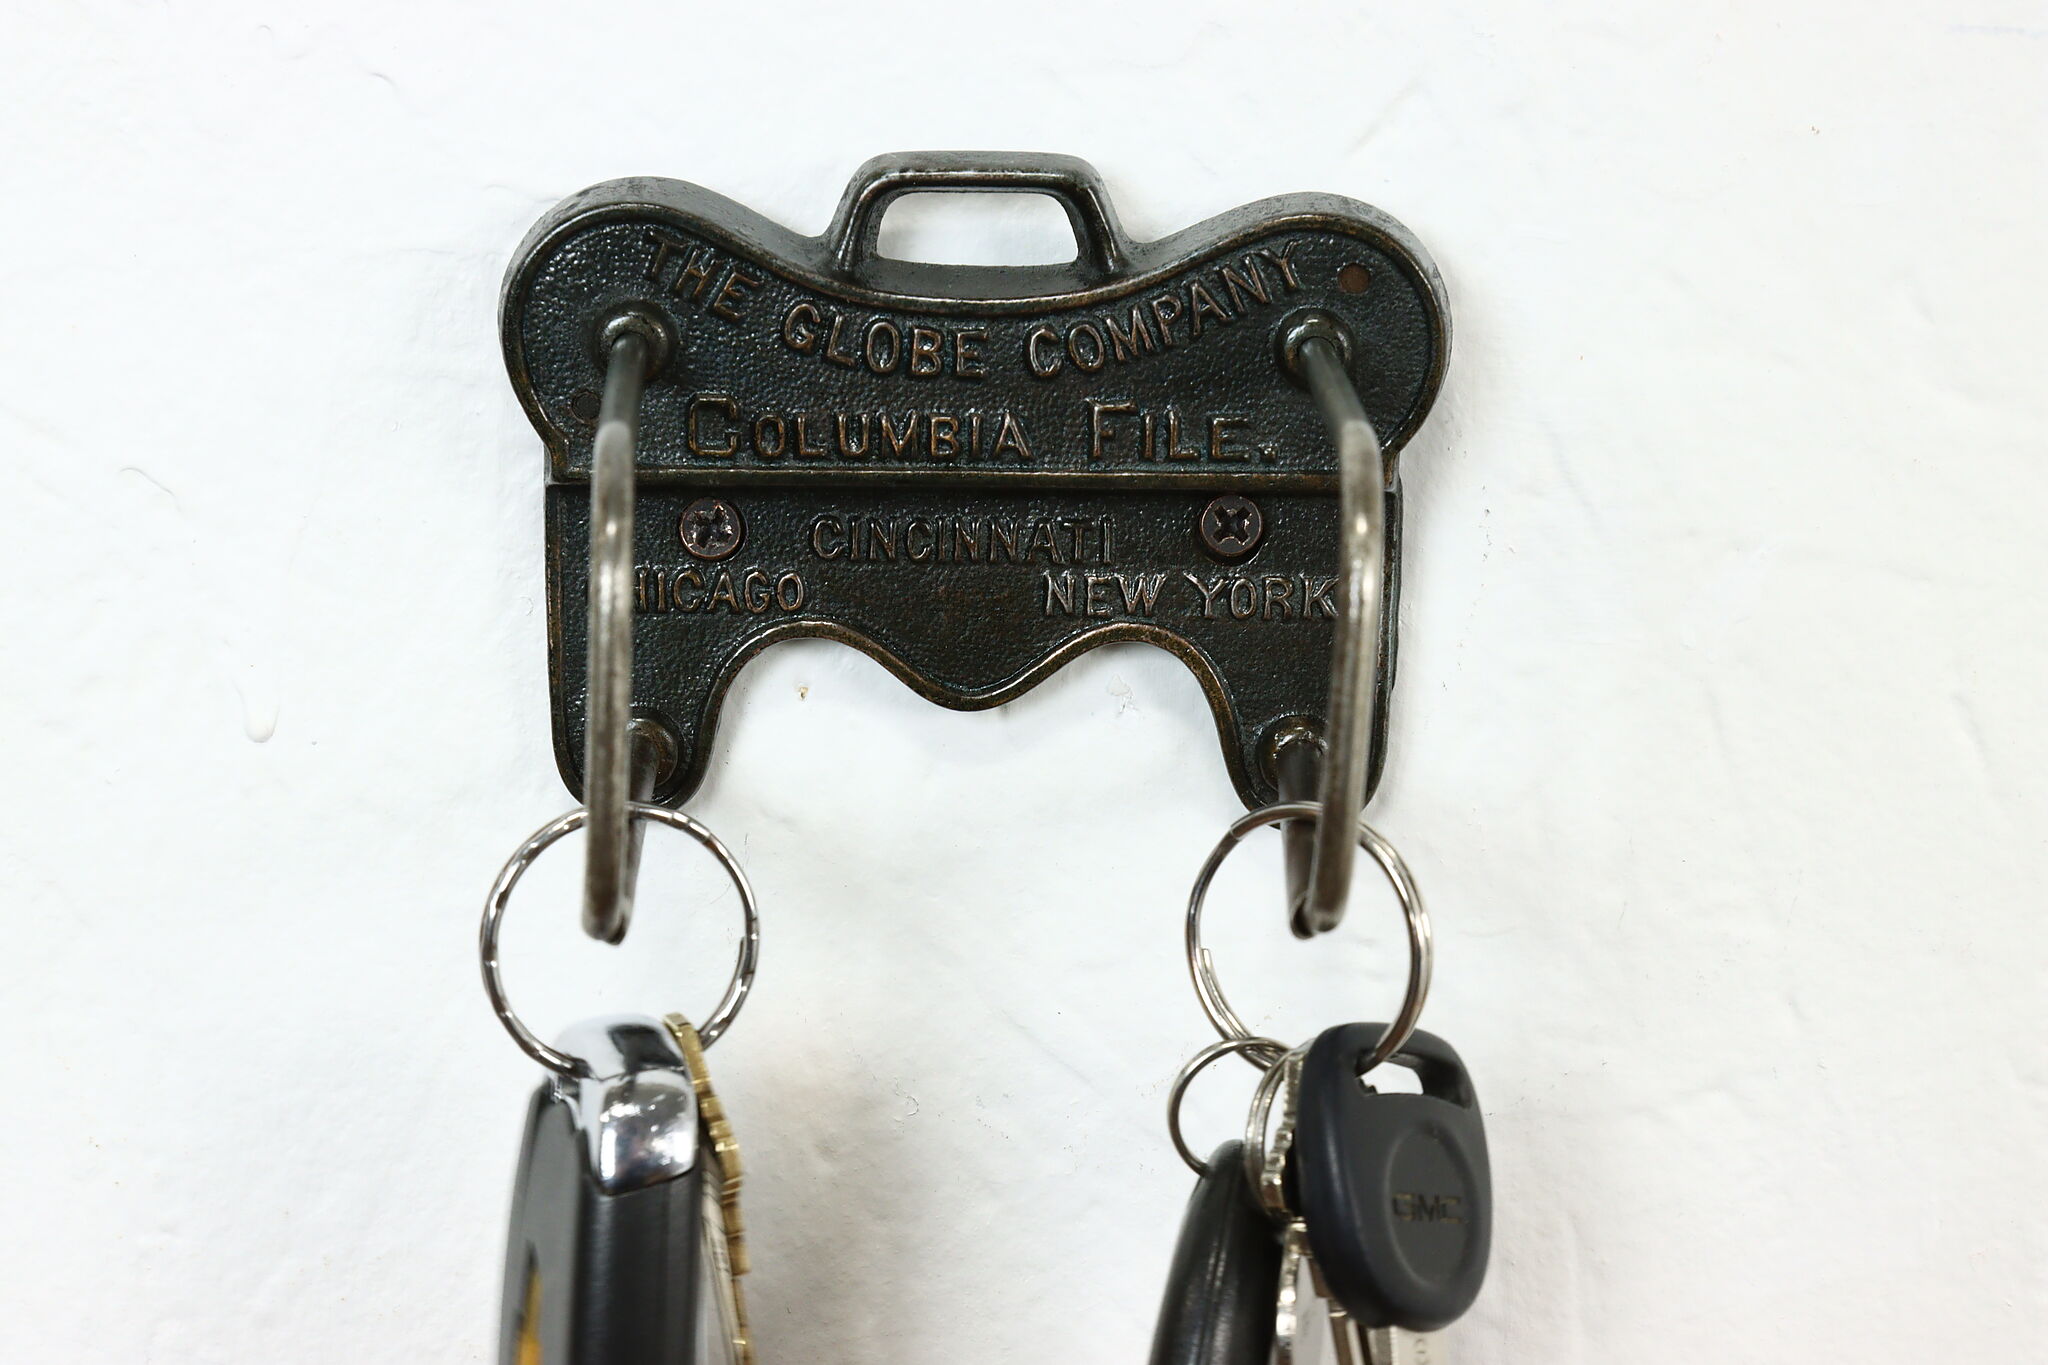 THE GLOBE COMPANY
COLUMBIA FILE.
CINCINNATI
HICAGO NEW YORK
GMC